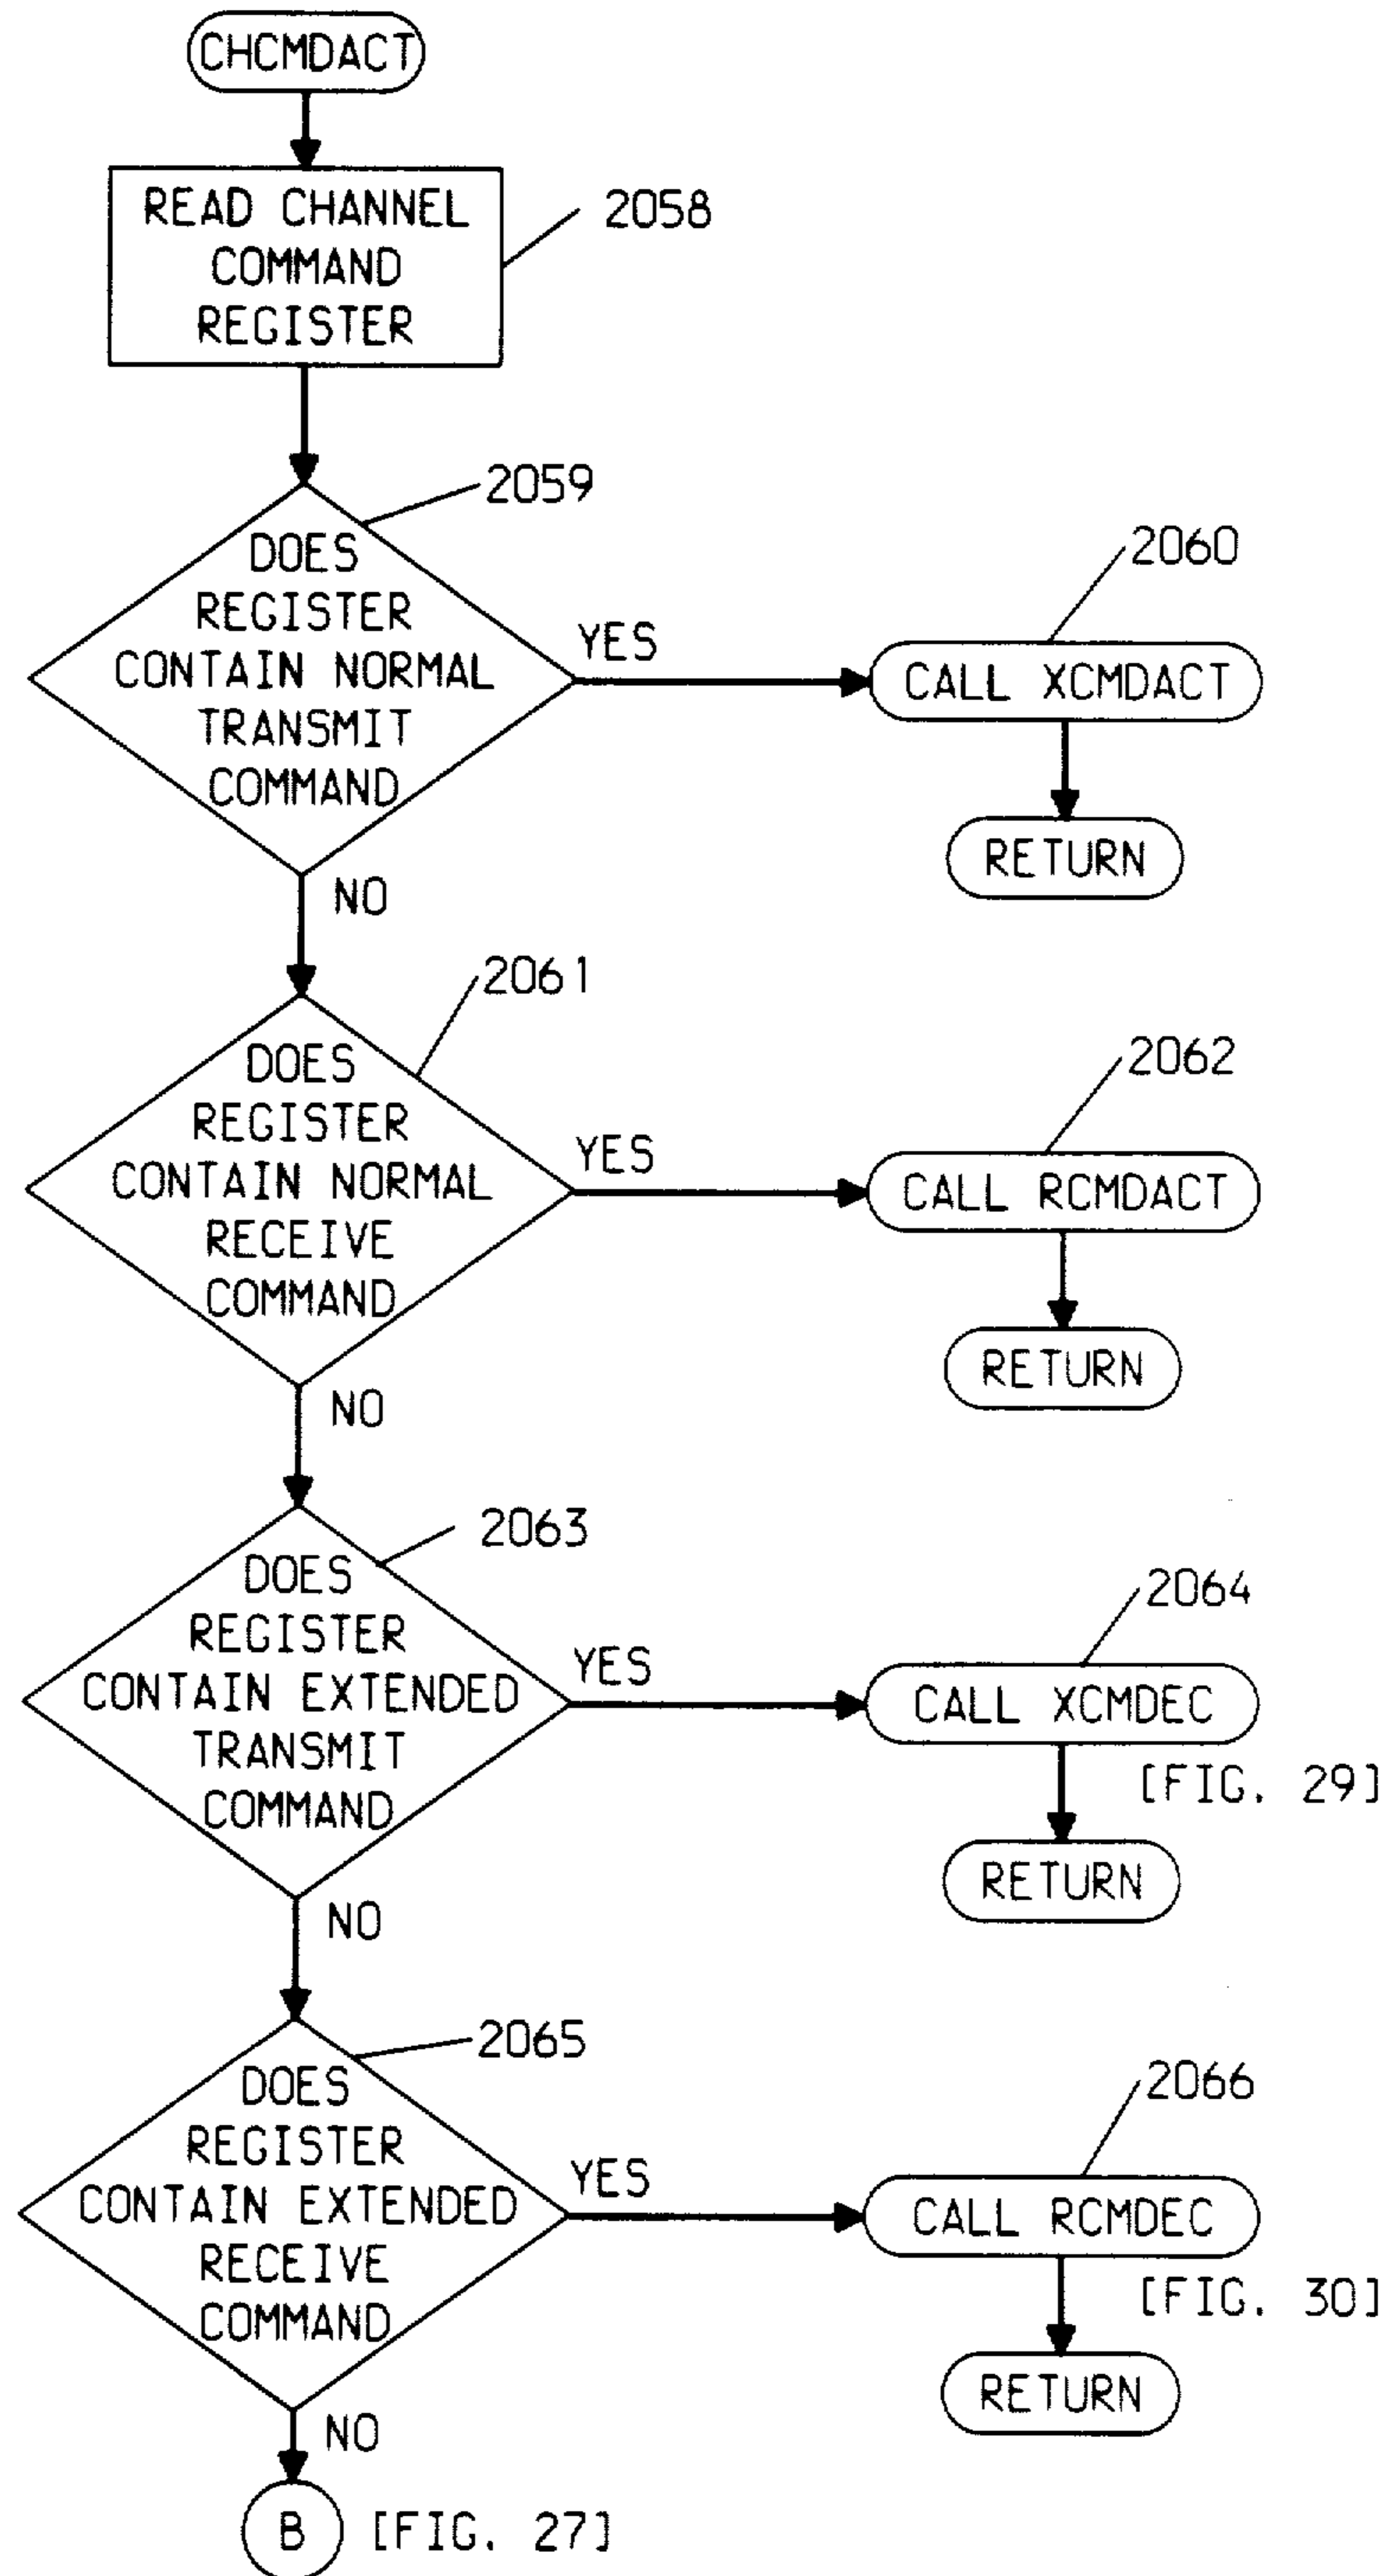 CHCMDACT
READ CHANNEL
COMMAND
REGISTER
2058
2059
DOES
REGISTER
CONTAIN NORMAL
TRANSMIT
COMMAND
YES
2060
CALL XCMDACT
RETURN
NO
2061
DOES
REGISTER
CONTAIN NORMAL
RECEIVE
COMMAND
YES
2062
CALL RCMDACT
RETURN
NO
2063
DOES
REGISTER
CONTAIN EXTENDED
TRANSMIT
COMMAND
YES
2064
CALL XCMDEC
[FIG. 29]
RETURN
NO
2065
DOES
REGISTER
CONTAIN EXTENDED
RECEIVE
COMMAND
YES
2066
CALL RCMDEC
[FIG. 30]
RETURN
NO
B [FIG. 27]